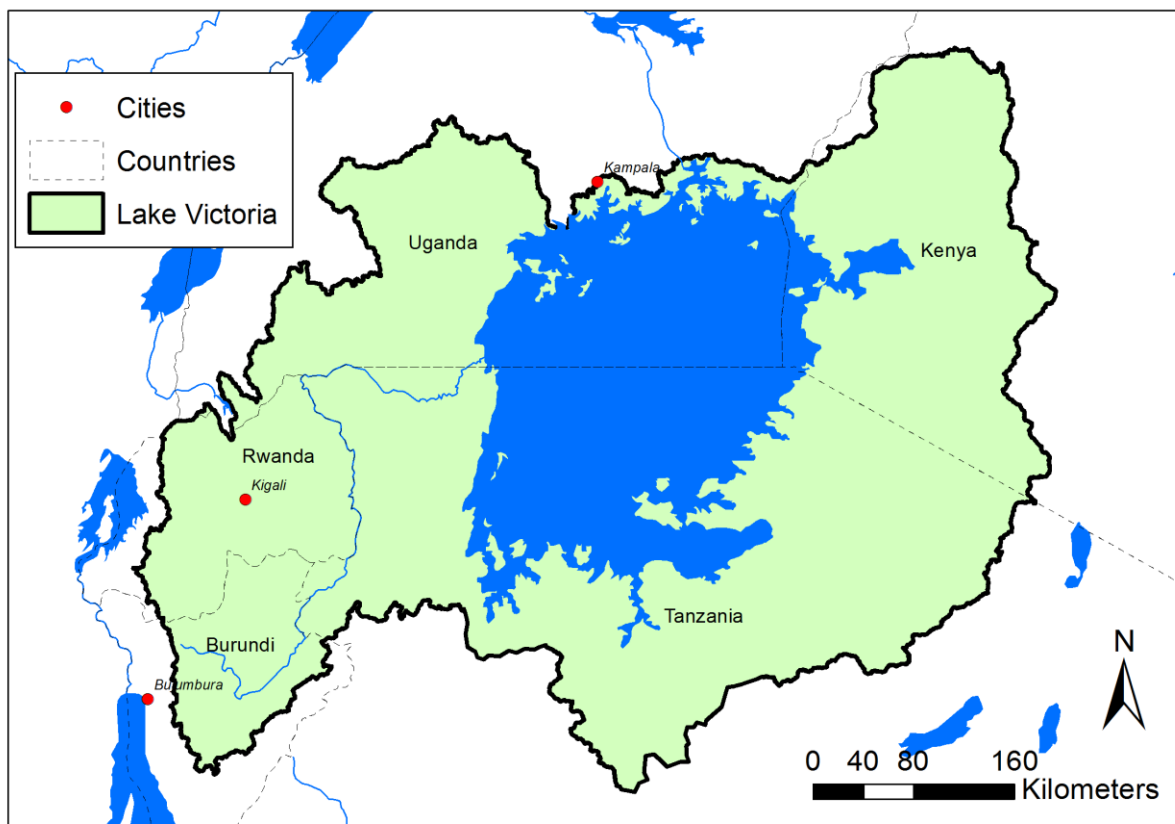 Cities
Countries
Lake Victoria
Kampala
Uganda
Kenya
Rwanda
Kigali
Tanzania
Burundi
Bujumbura
N
0 40 80 160
Kilometers